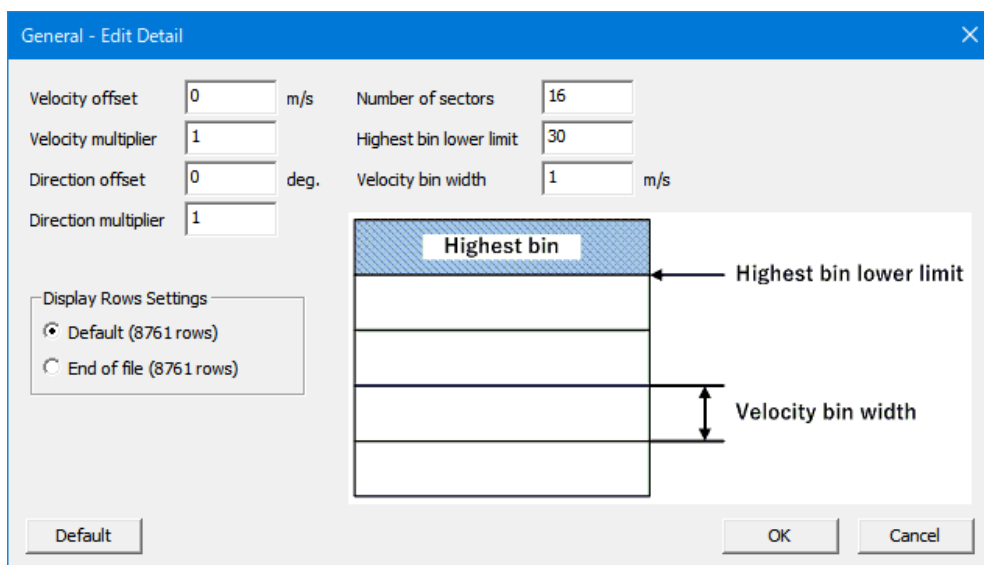 General - Edit Detail
Velocity offset 0 m/s Number of sectors 16
Velocity multiplier 1 Highest bin lower limit 30
Direction offset 0 deg. Velocity bin width 1 m/s
Direction multiplier 1
Highest bin
Highest bin lower limit
Display Rows Settings
Default (8761 rows)
End of file (8761 rows)
Velocity bin width
Default OK Cancel